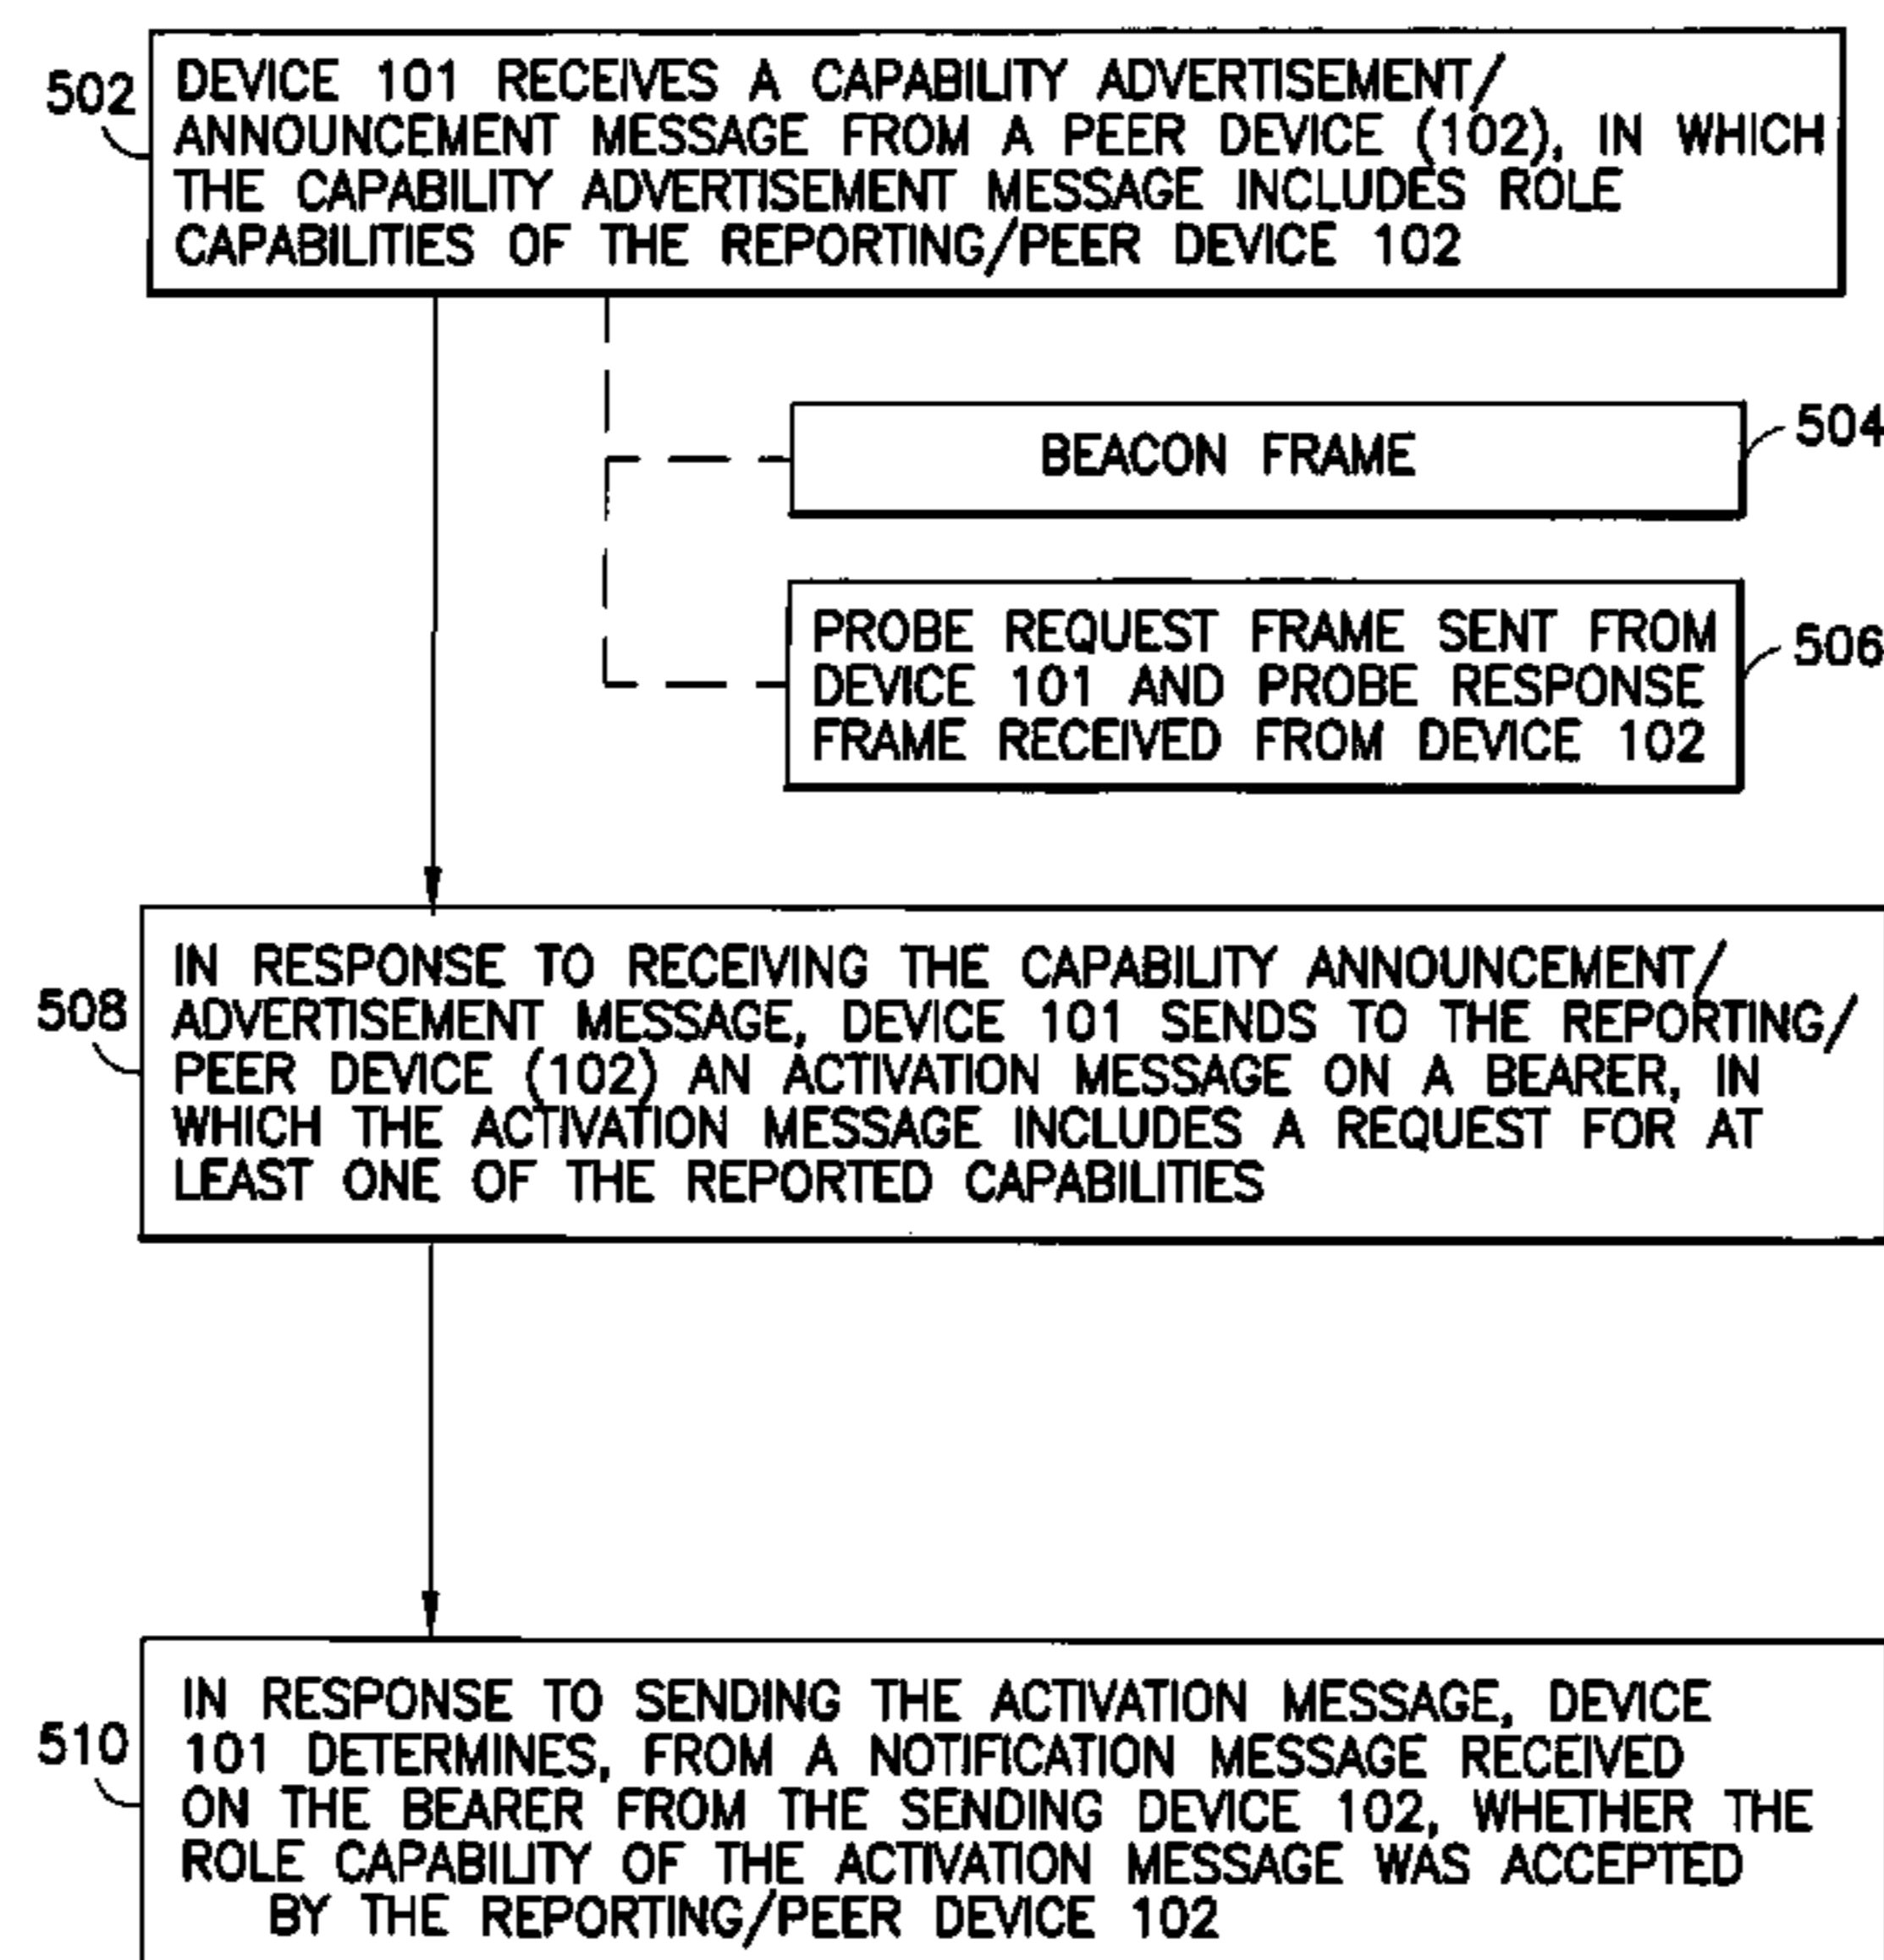 502
DEVICE 101 RECEIVES A CAPABILITY ADVERTISEMENT/
ANNOUNCEMENT MESSAGE FROM A PEER DEVICE (102), IN WHICH
THE CAPABILITY ADVERTISEMENT MESSAGE INCLUDES ROLE
CAPABILITIES OF THE REPORTING/PEER DEVICE 102
BEACON FRAME
504
PROBE REQUEST FRAME SENT FROM
DEVICE 101 AND PROBE RESPONSE
FRAME RECEIVED FROM DEVICE 102
506
508
IN RESPONSE TO RECEIVING THE CAPABILITY ANNOUNCEMENT/
ADVERTISEMENT MESSAGE, DEVICE 101 SENDS TO THE REPORTING/
PEER DEVICE (102) AN ACTIVATION MESSAGE ON A BEARER, IN
WHICH THE ACTIVATION MESSAGE INCLUDES A REQUEST FOR AT
LEAST ONE OF THE REPORTED CAPABILITIES
510
IN RESPONSE TO SENDING THE ACTIVATION MESSAGE, DEVICE
101 DETERMINES, FROM A NOTIFICATION MESSAGE RECEIVED
ON THE BEARER FROM THE SENDING DEVICE 102, WHETHER THE
ROLE CAPABILITY OF THE ACTIVATION MESSAGE WAS ACCEPTED
BY THE REPORTING/PEER DEVICE 102